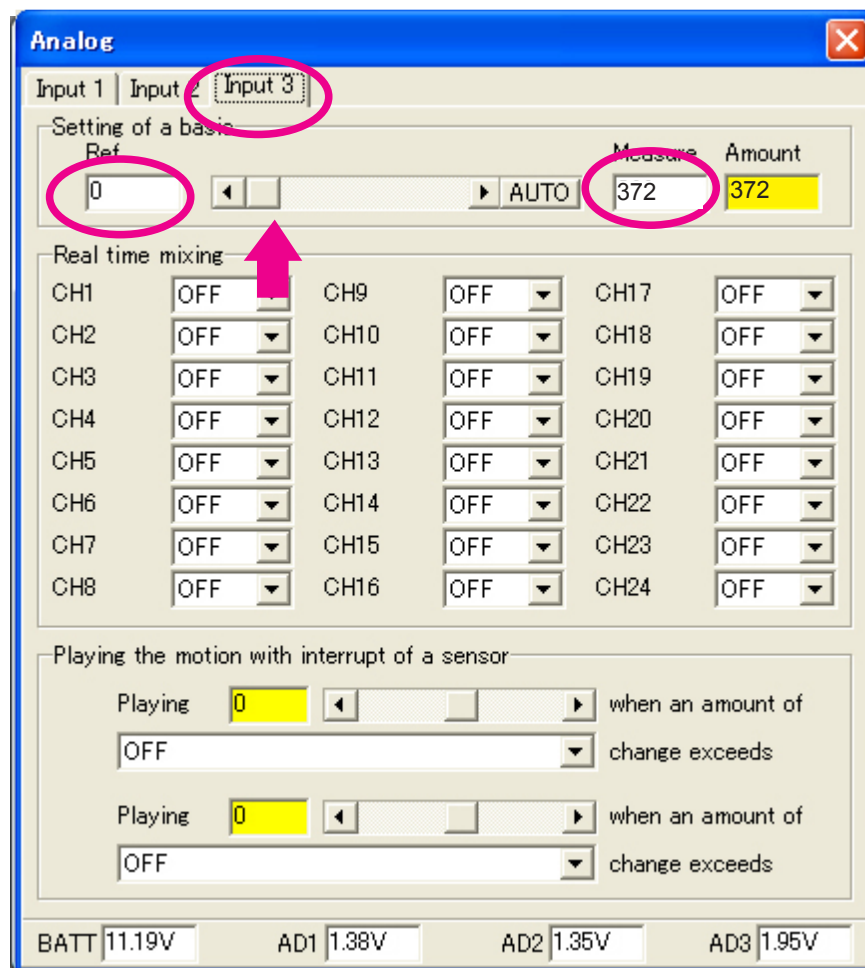 Analog
Input 1 Input 2 Input 3
Setting of a basis
Ref Measure Amount
0 AUTO 372 372
Real time mixing
CH1 OFF CH9 OFF CH17 OFF
CH2 OFF CH10 OFF CH18 OFF
CH3 OFF CH11 OFF CH19 OFF
CH4 OFF CH12 OFF CH20 OFF
CH5 OFF CH13 OFF CH21 OFF
CH6 OFF CH14 OFF CH22 OFF
CH7 OFF CH15 OFF CH23 OFF
CH8 OFF CH16 OFF CH24 OFF
Playing the motion with interrupt of a sensor
Playing 0 when an amount of
OFF change exceeds
Playing 0 when an amount of
OFF change exceeds
BATT 11.19V AD1 1.38V AD2 1.35V AD3 1.95V